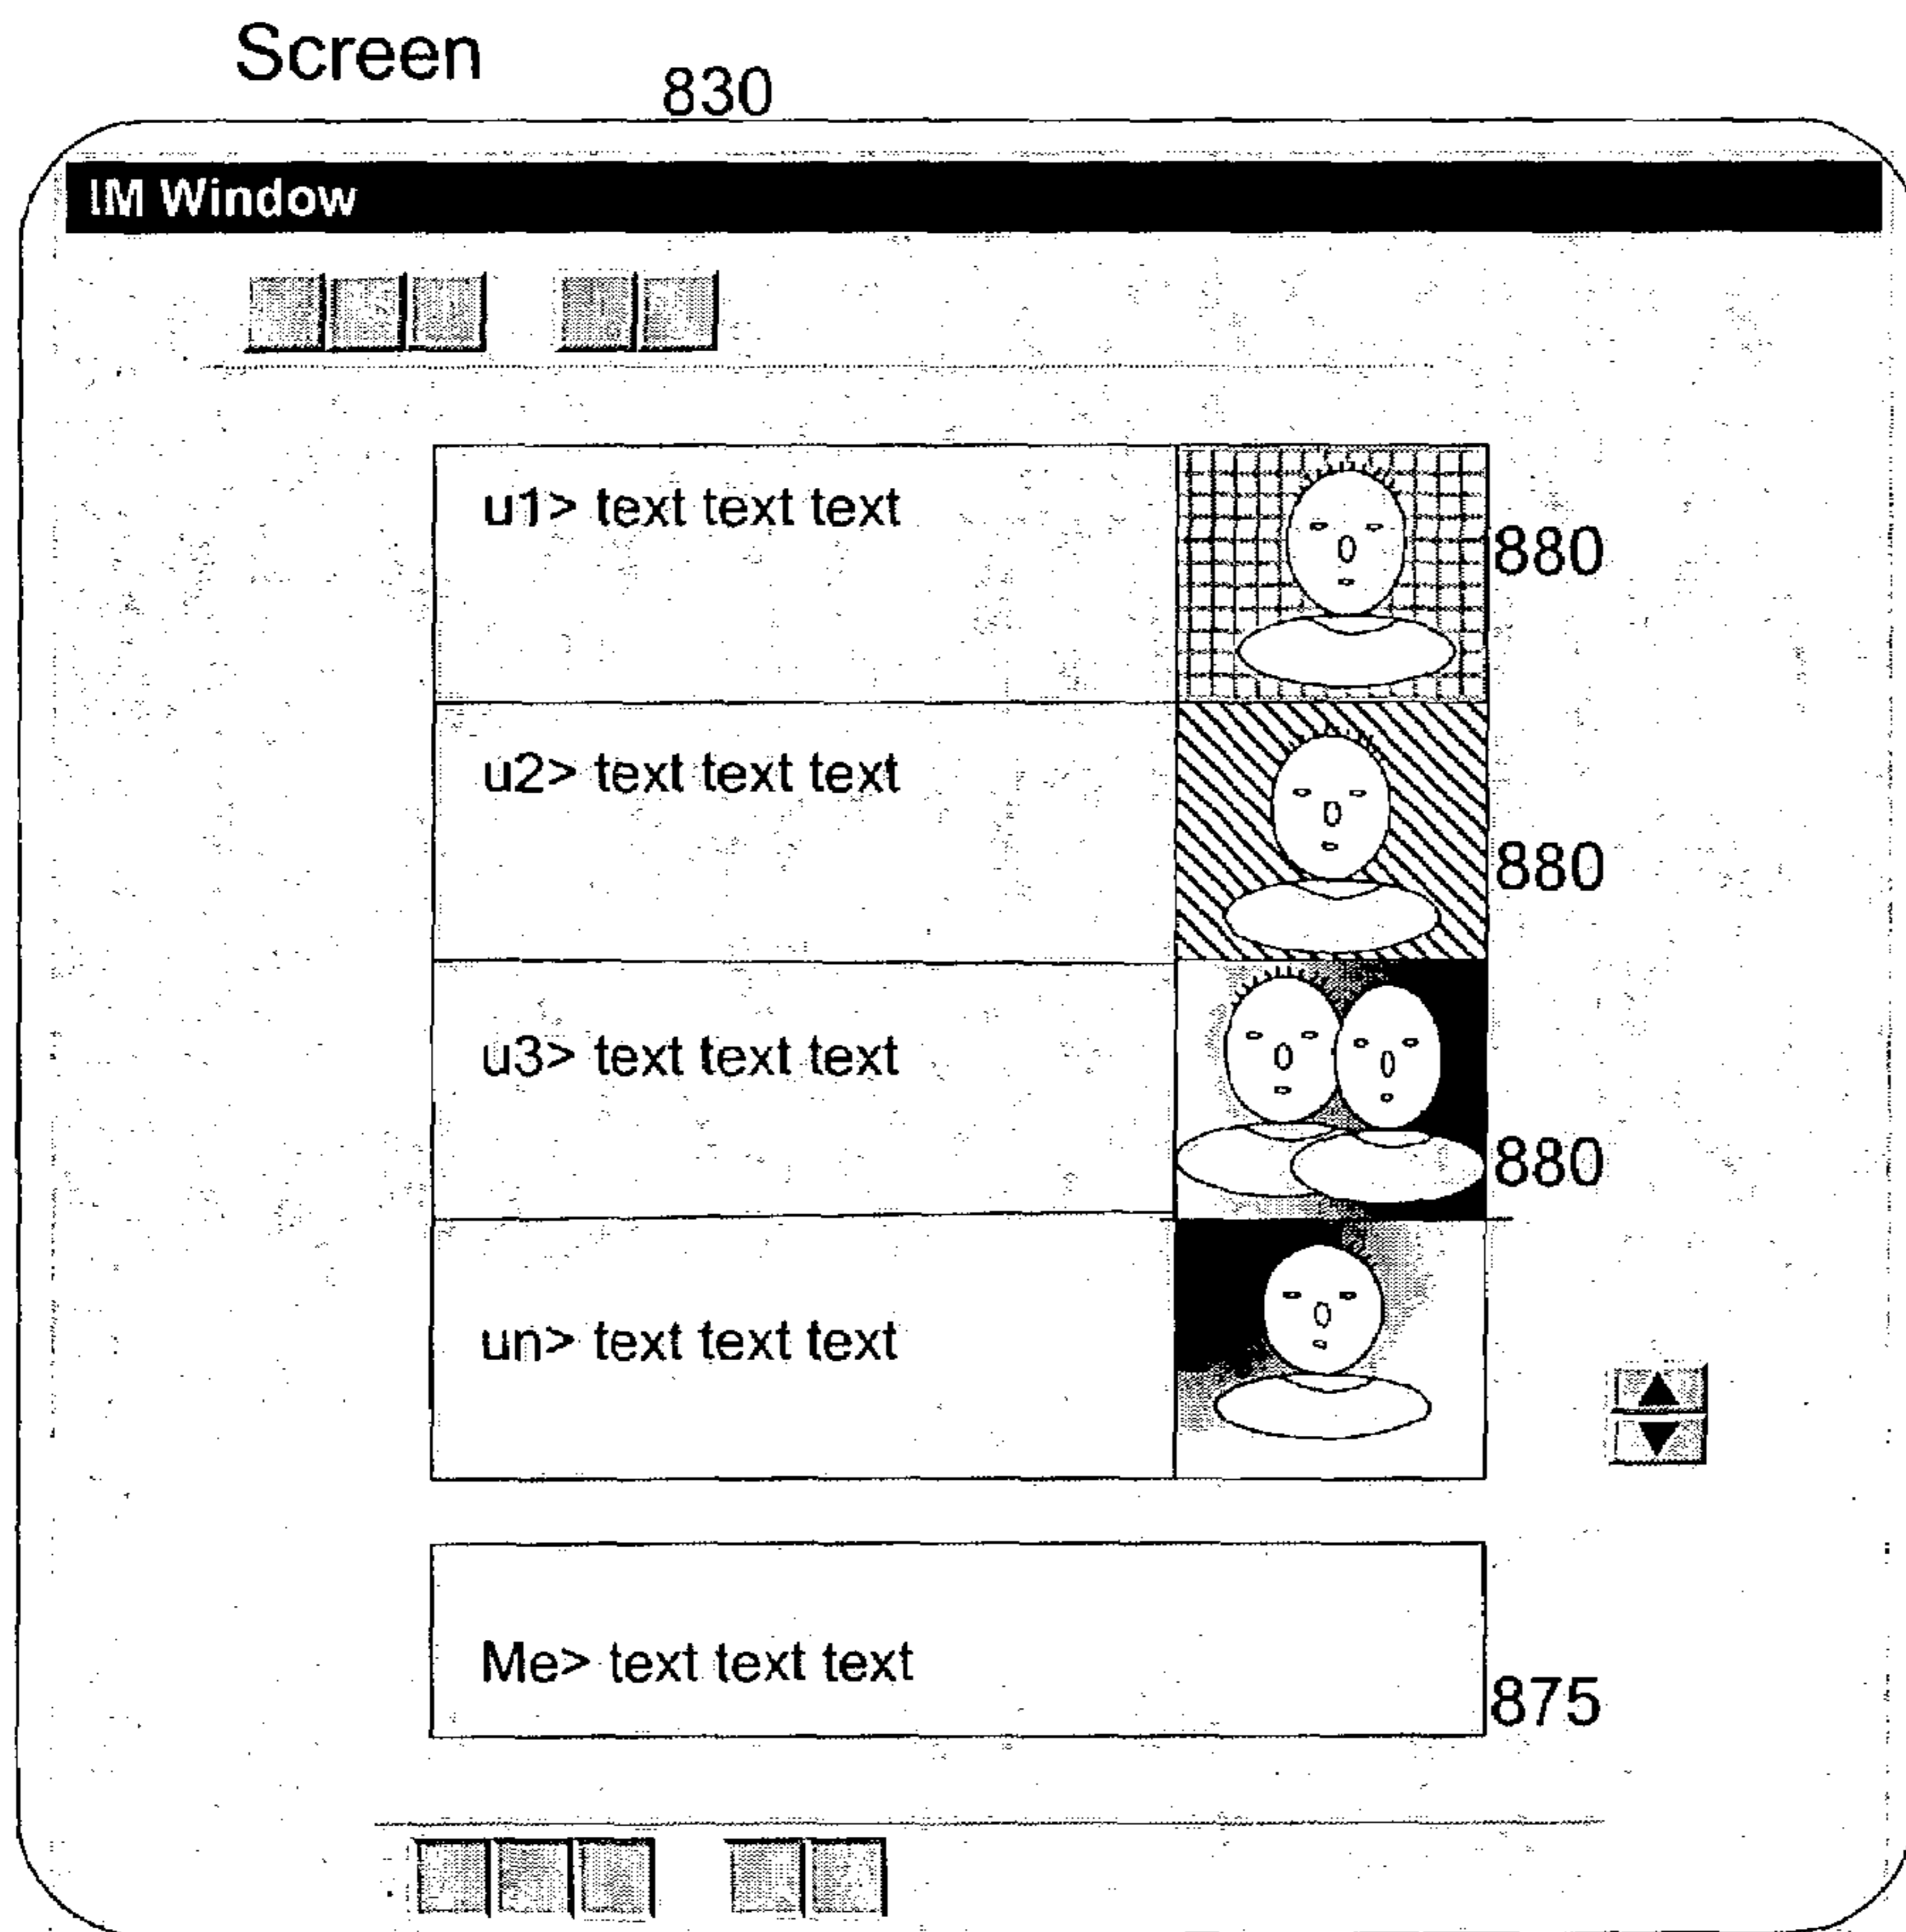 Screen
830
IM Window
u1> text text text
880
u2> text text text
880
u3> text text text
880
un> text text text
Me> text text text
875